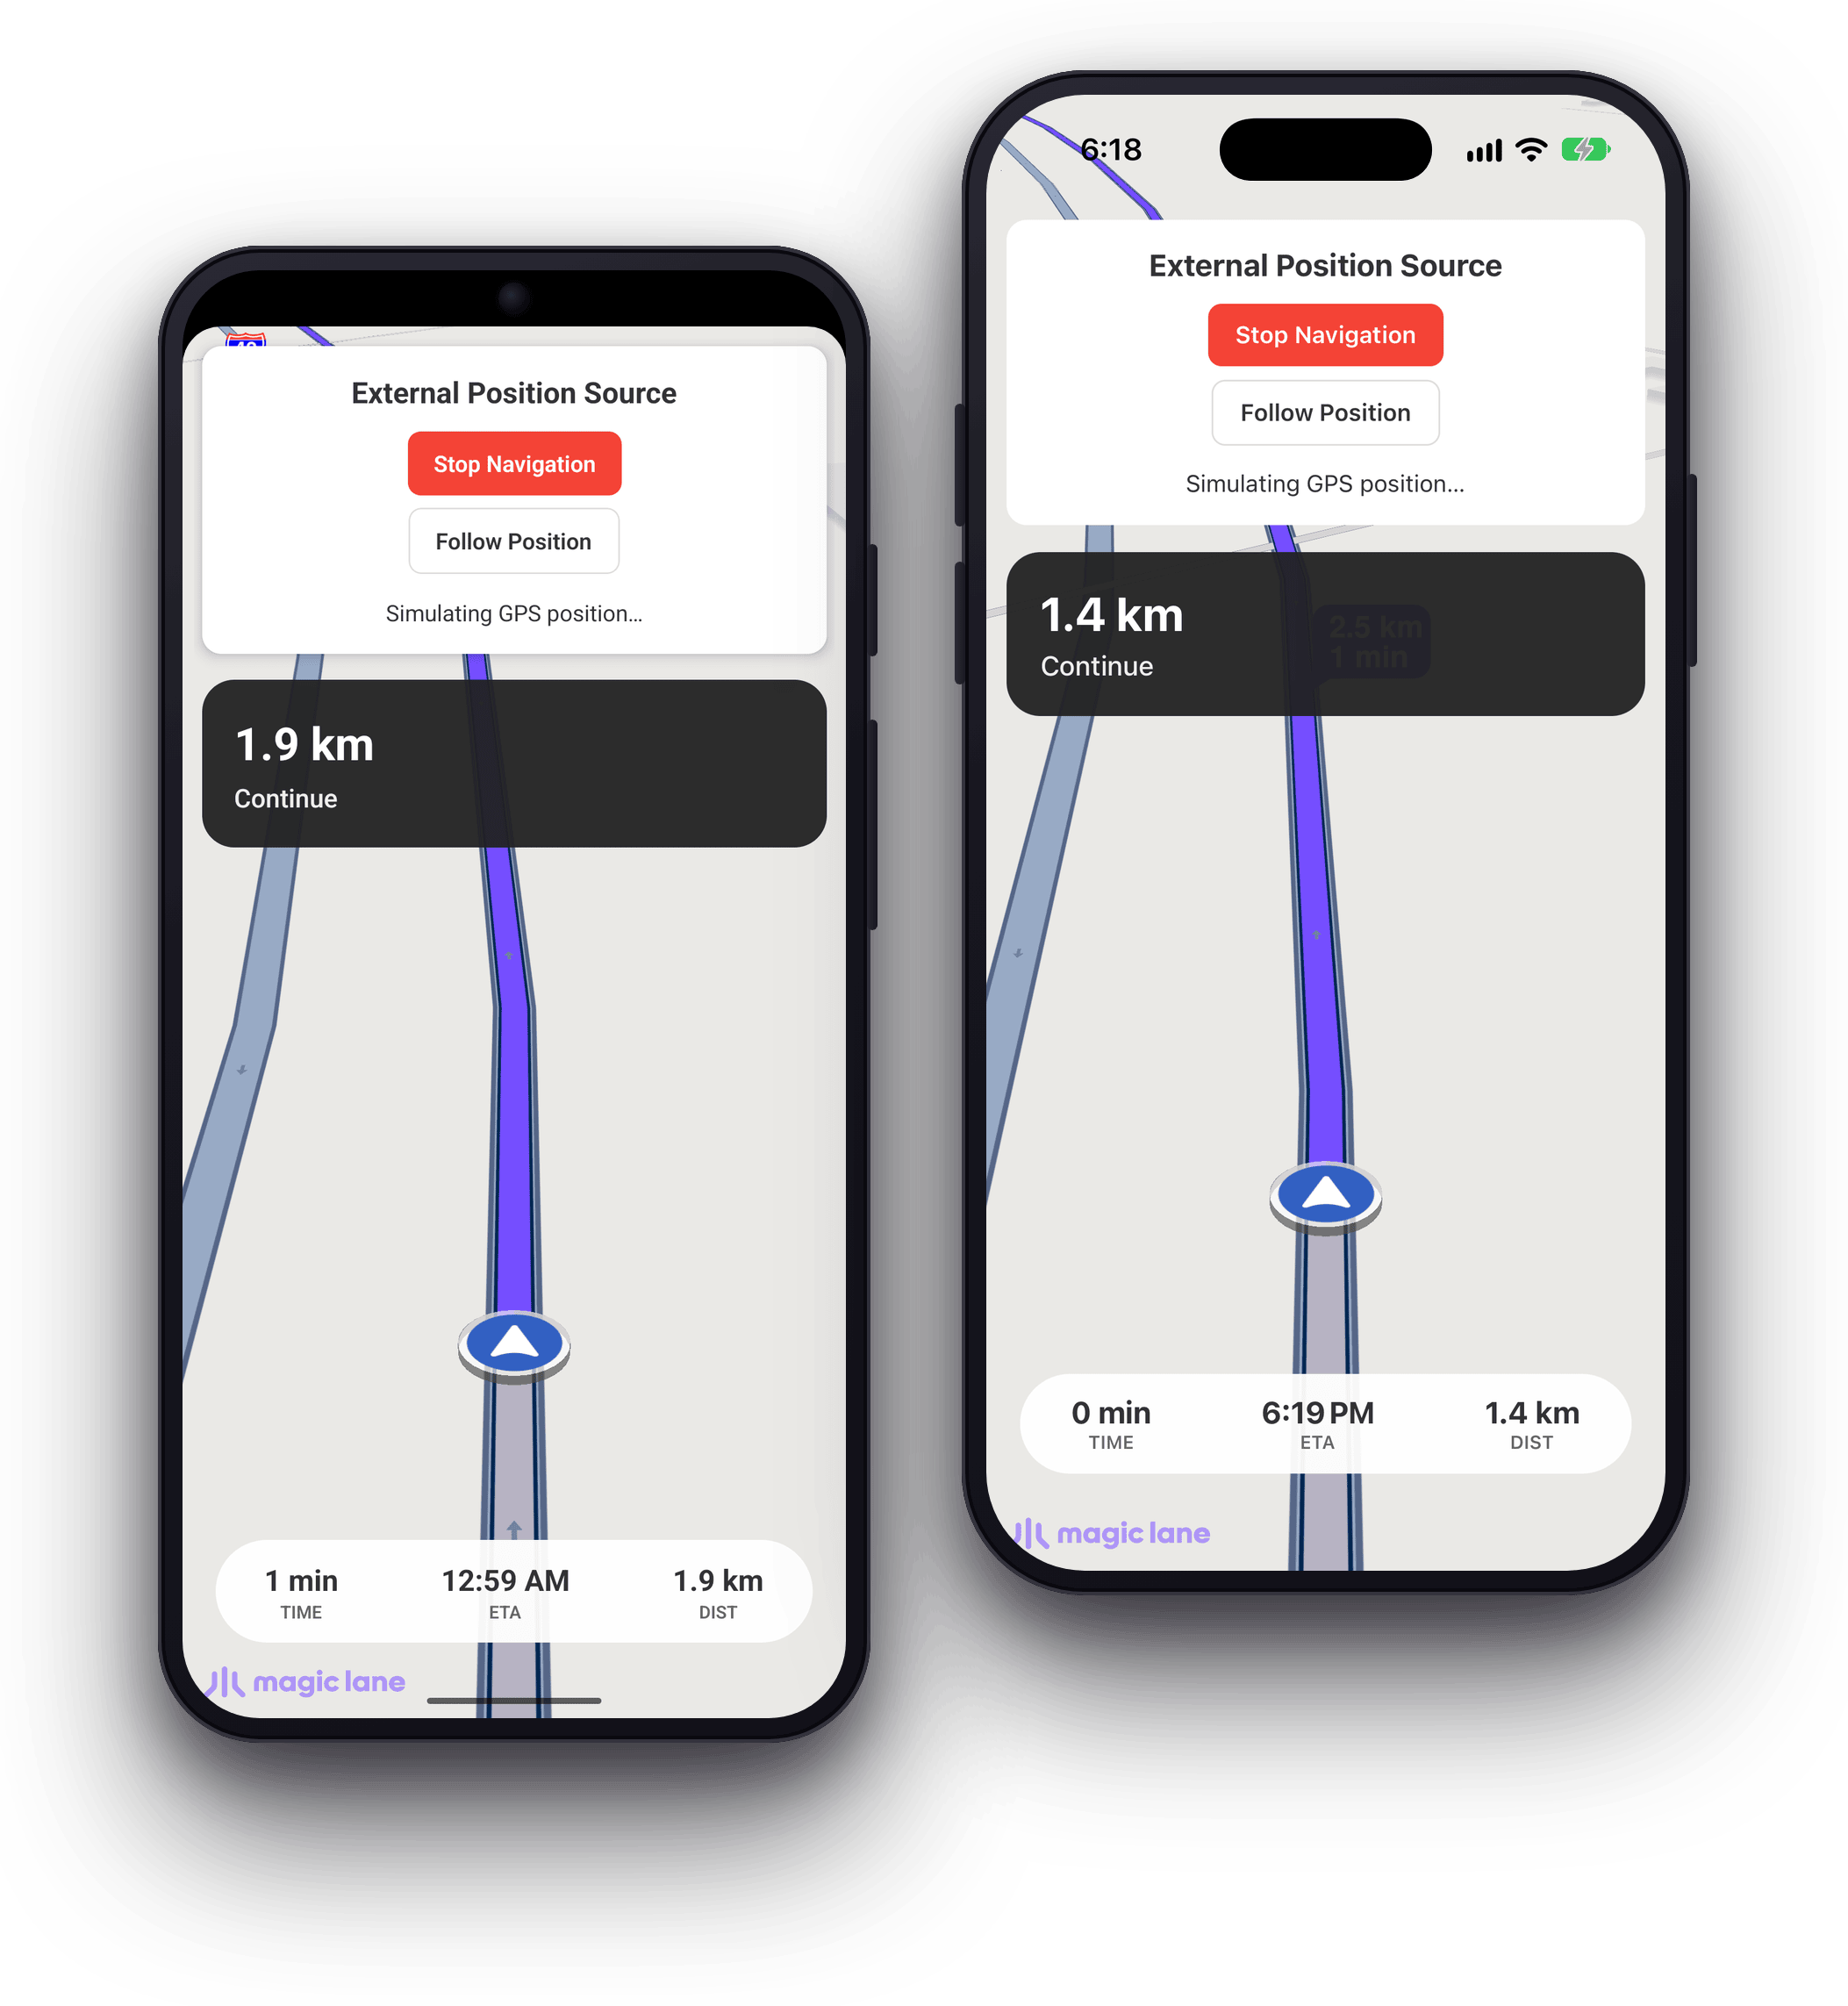 External Position Source
Stop Navigation
Follow Position
Simulating GPS position...
1.9 km
Continue
1 min
TIME
12:59 AM
ETA
1.9 km
DIST
magic lane
6:18
External Position Source
Stop Navigation
Follow Position
Simulating GPS position...
1.4 km
Continue
2.5 km
1 min
0 min
TIME
6:19 PM
ETA
1.4 km
DIST
magic lane